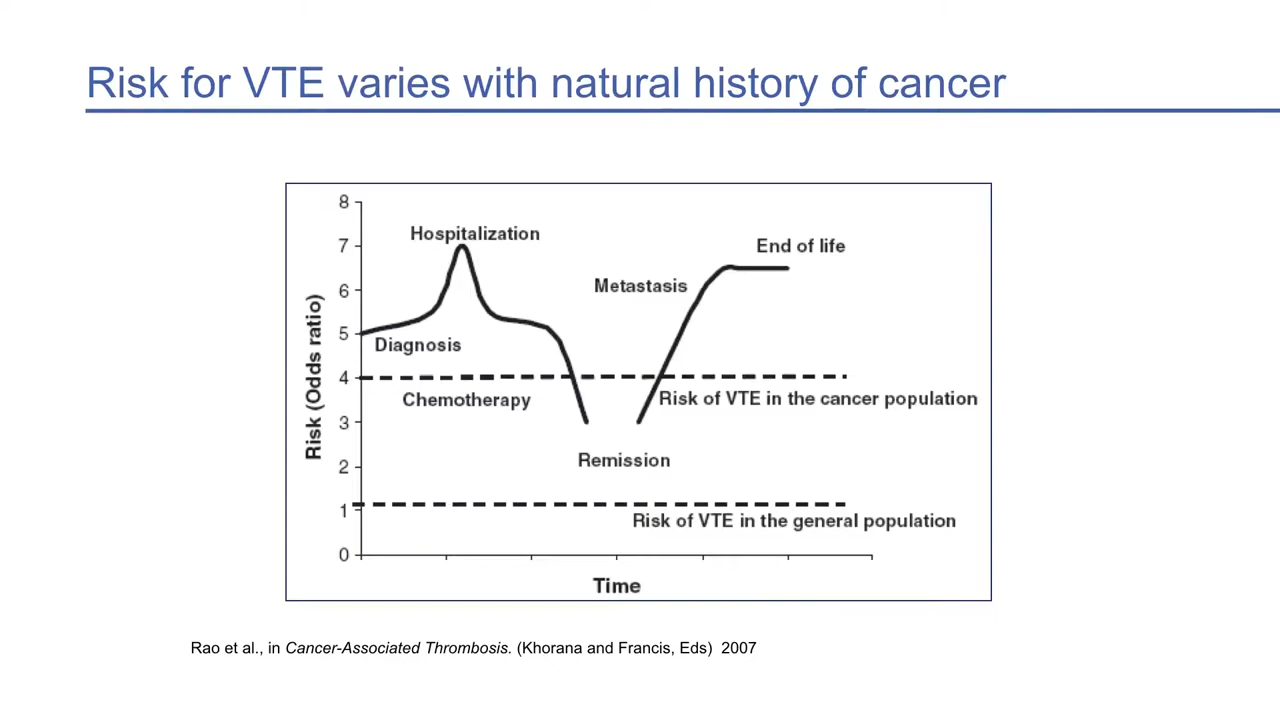 Risk for VTE varies with natural history of cancer
8
Hospitalization
7
End of life
Metastasis
6
5
Diagnosis
4
Chemotherapy
Risk of VTE in the cancer population
3
Remission
2
1
Risk of VTE in the general population
0
Risk (Odds ratio)
Time
Rao et al., in Cancer-Associated Thrombosis. (Khorana and Francis, Eds) 2007